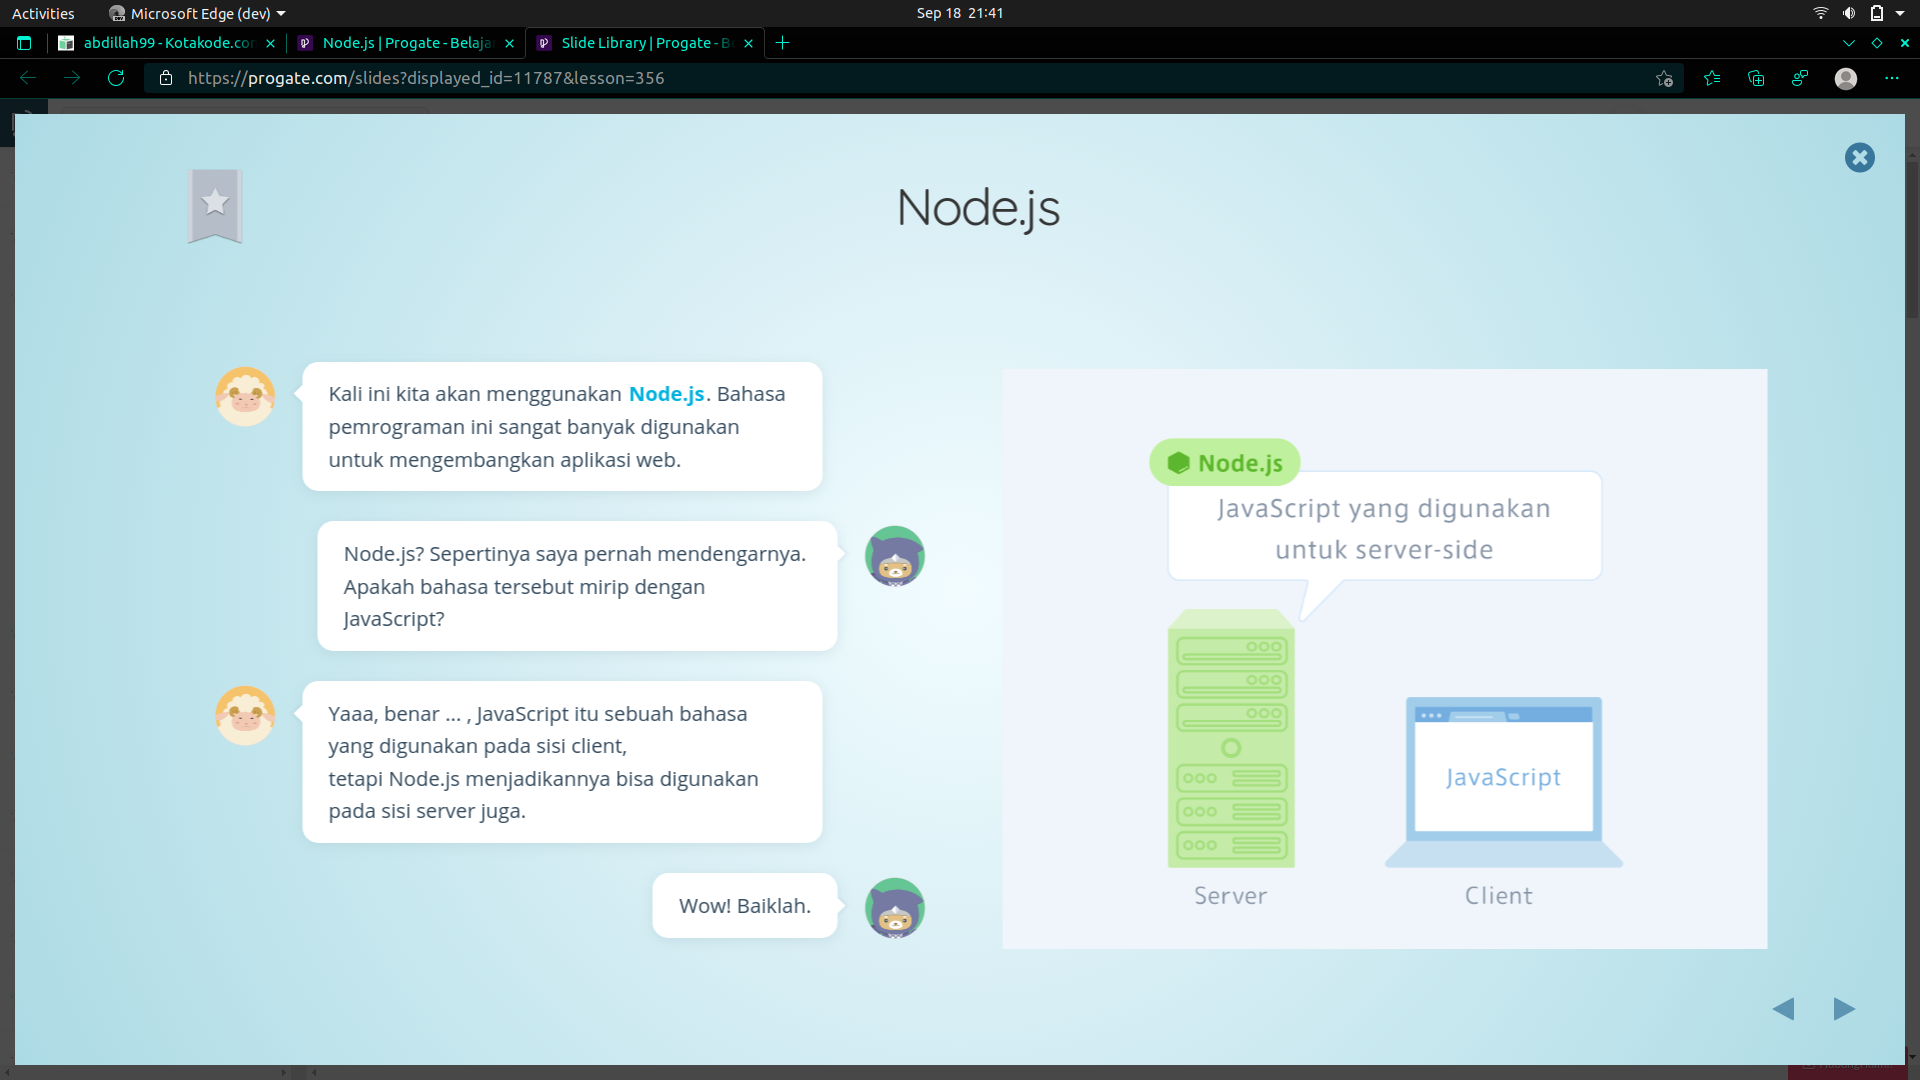 Activities
Microsoft Edge (dev)
Sep 18 21:41
abdillah99 - Kotakode.com
Node.js | Progate - Belaja
Slide Library | Progate - B
https://progate.com/slides?displayed_id=11787&lesson=356
Node.js
Kali ini kita akan menggunakan Node.js. Bahasa
pemrograman ini sangat banyak digunakan
untuk mengembangkan aplikasi web.
Node.js? Sepertinya saya pernah mendengarnya.
Apakah bahasa tersebut mirip dengan
JavaScript?
Yaaa, benar ... , JavaScript itu sebuah bahasa
yang digunakan pada sisi client,
tetapi Node.js menjadikannya bisa digunakan
pada sisi server juga.
Wow! Baiklah.
Node.js
JavaScript yang digunakan
untuk server-side
JavaScript
Server
Client